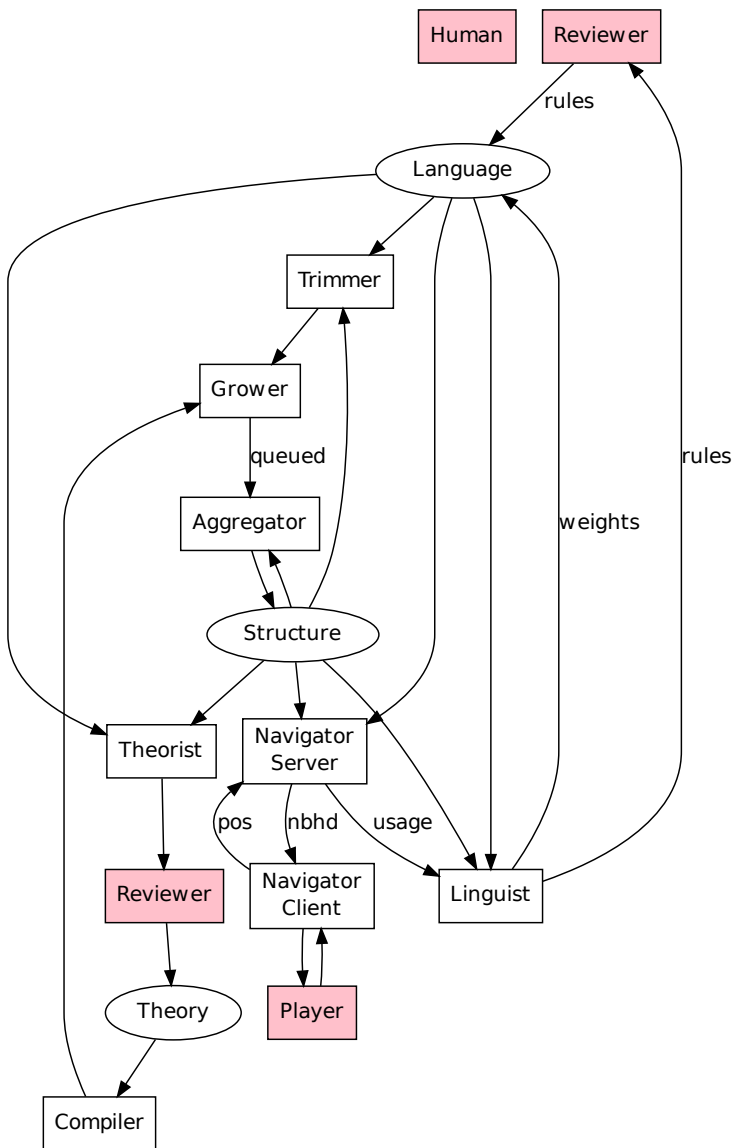 Human
Reviewer
rules
Language
Trimmer
Grower
queued
rules
Aggregator
weights
Structure
Theorist
Navigator
Server
pos
nbhd
usage
Reviewer
Navigator
Client
Linguist
Theory
Player
Compiler